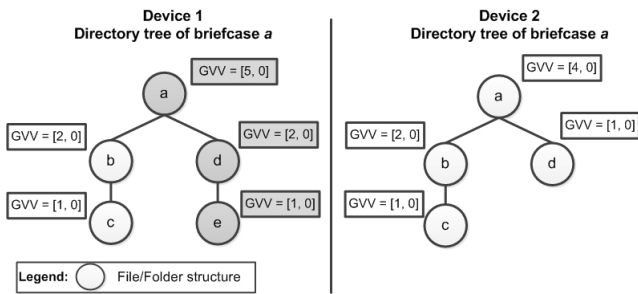 Device 1
Directory tree of briefcase a
GVV = [5, 0]
a
GVV = [2, 0]
GVV = [2, 0]
b
d
GVV = [1, 0]
GVV = [1, 0]
c
e
Legend: File/Folder structure
Device 2
Directory tree of briefcase a
GVV = [4, 0]
a
GVV = [1, 0]
GVV = [2, 0]
b
d
GVV = [1, 0]
c